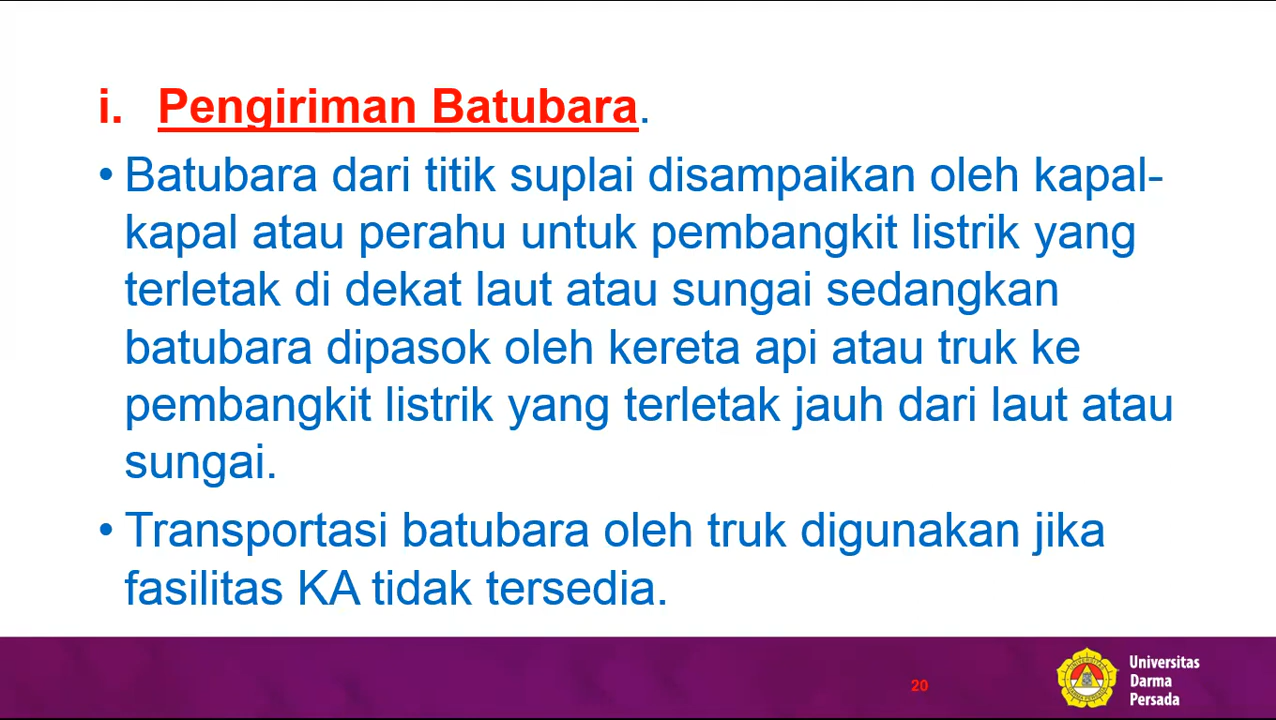 i. Pengiriman Batubara.
• Batubara dari titik suplai disampaikan oleh kapal-
kapal atau perahu untuk pembangkit listrik yang
terletak di dekat laut atau sungai sedangkan
batubara dipasok oleh kereta api atau truk ke
pembangkit listrik yang terletak jauh dari laut atau
sungai.
• Transportasi batubara oleh truk digunakan jika
fasilitas KA tidak tersedia.
20
Universitas
Darma
Persada